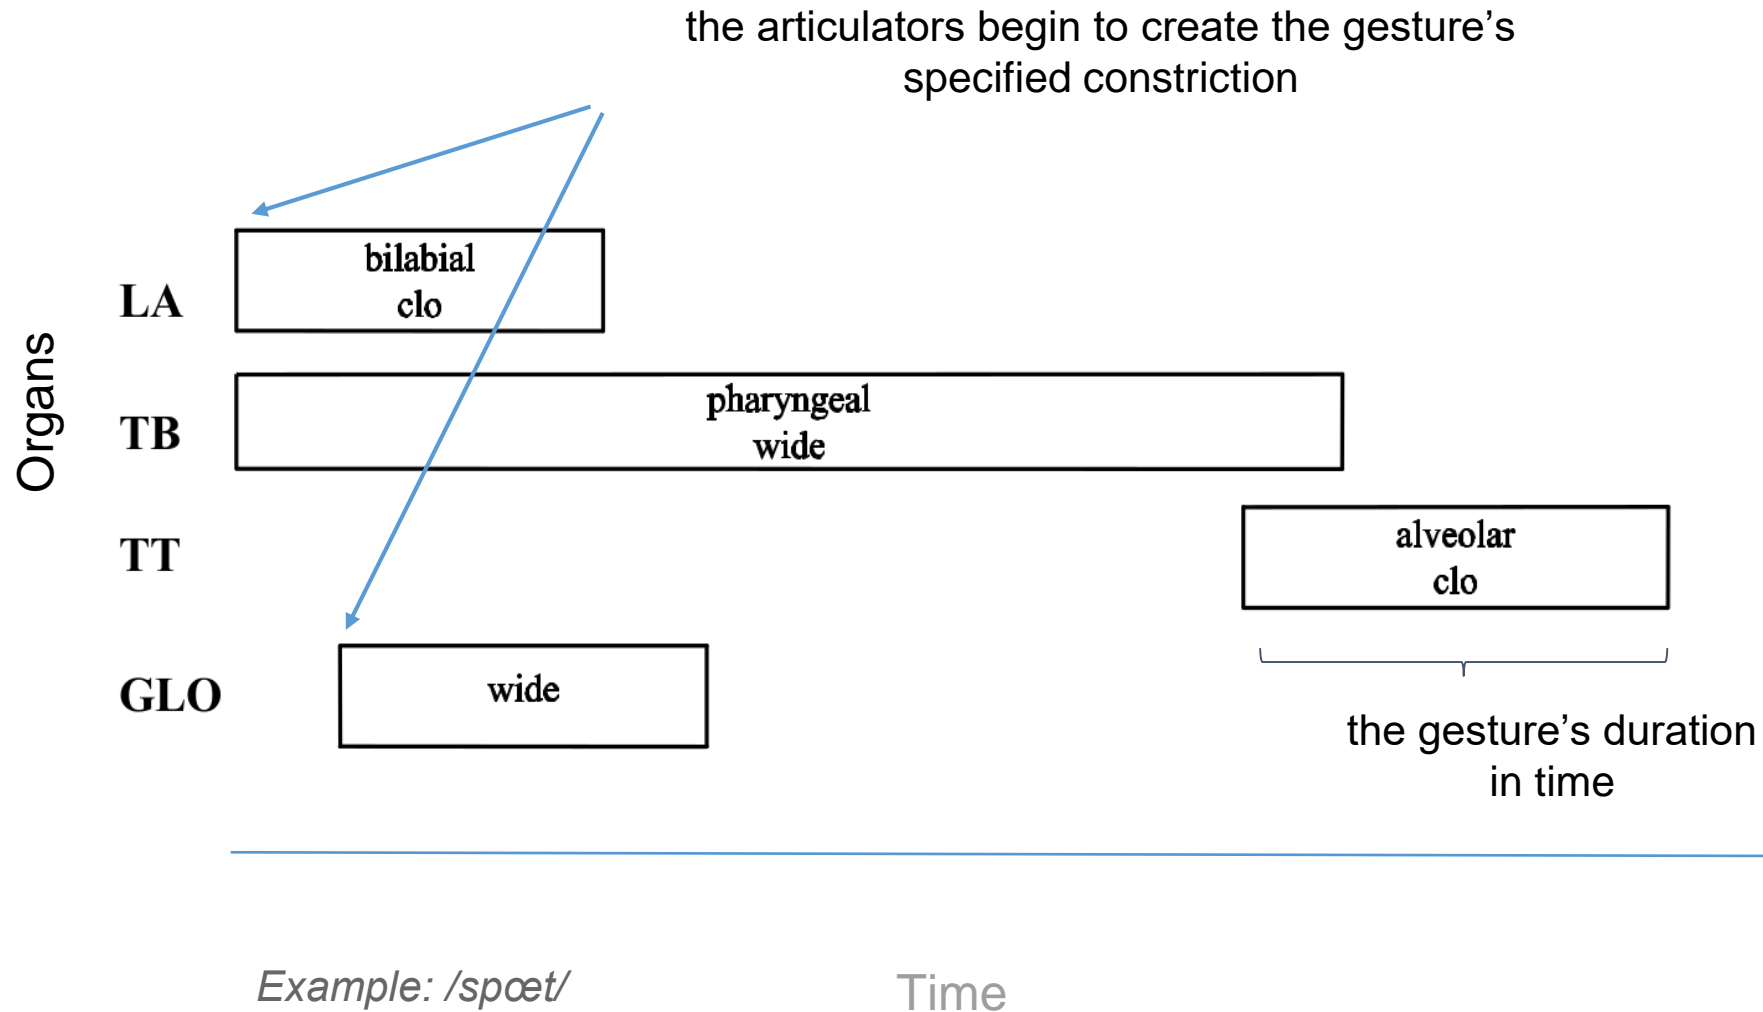 the articulators begin to create the gesture’s
specified constriction
Organs
LA
bilabial
clo
TB
pharyngeal
wide
TT
alveolar
clo
GLO
wide
the gesture’s duration
in time
Example: /spœt/
Time